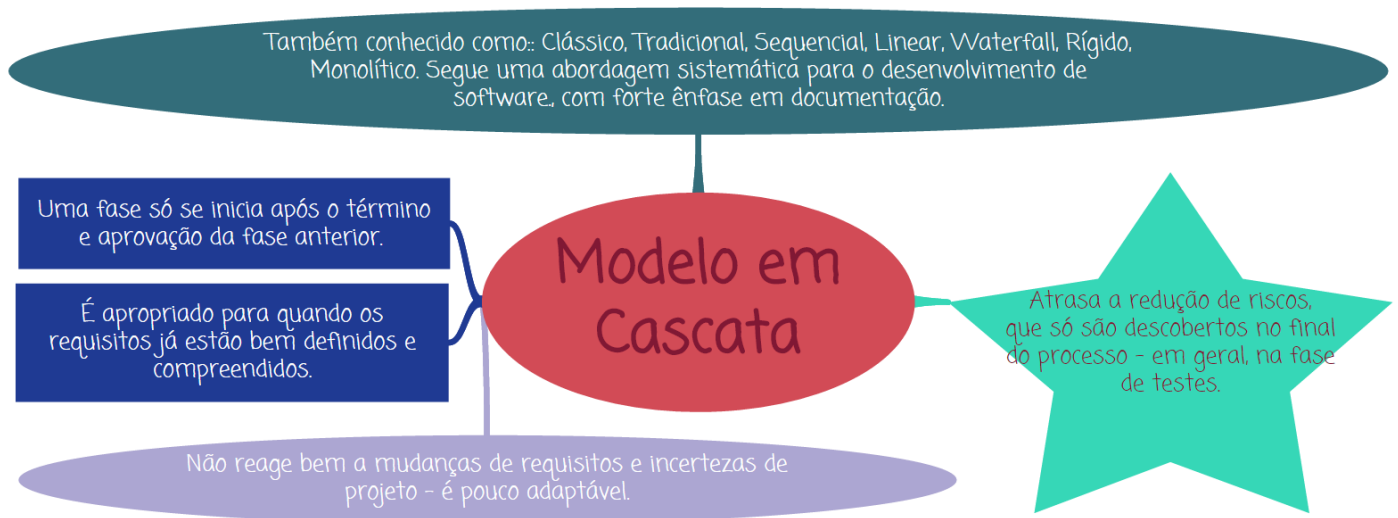 Também conhecido como:: Clássico, Tradicional, Sequencial, Linear, Waterfall, Rígido,
Monolítico. Segue uma abordagem sistemática para o desenvolvimento de
software., com forte ênfase em documentação.
Uma fase só se inicia após o término
e aprovação da fase anterior.
É apropriado para quando os
requisitos já estão bem definidos e
compreendidos.
Modelo em
Cascata
Atrasa a redução de riscos,
que só são descobertos no final
do processo - em geral, na fase
de testes.
Não reage bem a mudanças de requisitos e incertezas de
projeto - é pouco adaptável.